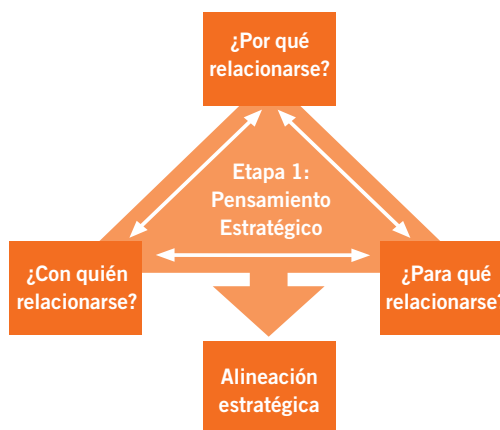 ¿Por qué
relacionarse?
Etapa 1:
Pensamiento
Estratégico
¿Con quién
relacionarse?
¿Para qué
relacionarse?
Alineación
estratégica